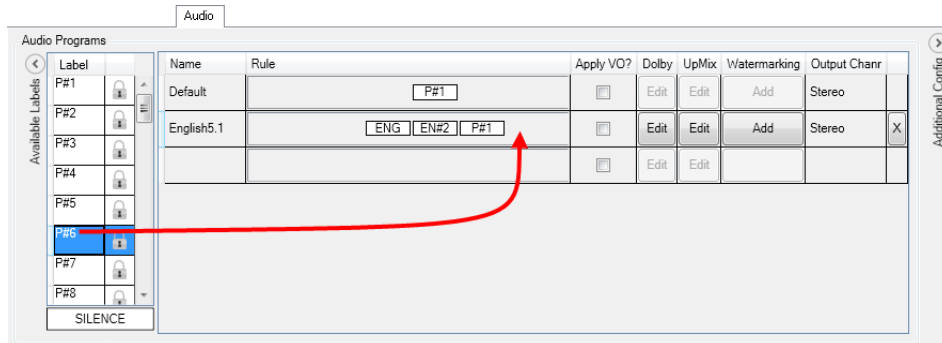 Audio
Audio Programs
Available Labels
Label
P#1
P#2
P#3
P#4
P#5
P#6
P#7
P#8
SILENCE
Name Rule Apply VO? Dolby UpMix Watermarking Output Chanr
Default P#1 Edit Edit Add Stereo
English5.1 ENG EN#2 P#1 Edit Edit Add Stereo X
Edit Edit
Additional Config